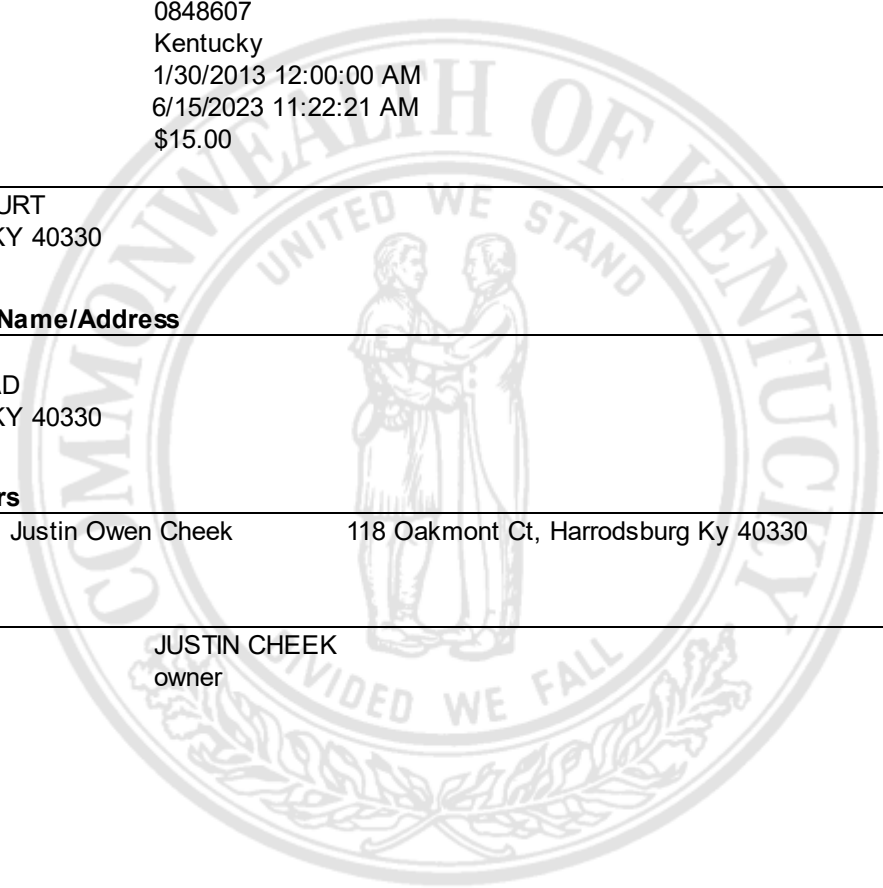 0848607
Kentucky
1/30/2013 12:00:00 AM
6/15/2023 11:22:21 AM
$15.00
URT
KY 40330
Name/Address
AD
KY 40330
rs
Justin Owen Cheek 118 Oakmont Ct, Harrodsburg Ky 40330
JUSTIN CHEEK
owner
COMMONWEALTH OF KENTUCKY
UNITED WE STAND
DIVIDED WE FALL